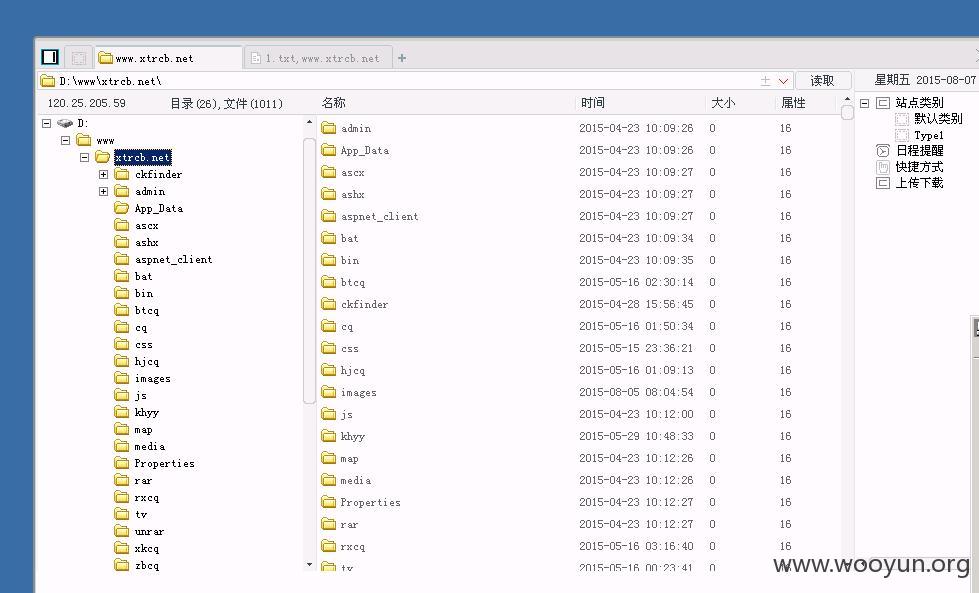 www.xtrcb.net
1.txt,www.xtrcb.net
D:\www\xtrcb.net\
读取
星期五 2015-08-07
120.25.205.59
目录(26),文件(1011)
名称 时间 大小 属性
D:
www
xtrcb.net
ckfinder
admin
App_Data
ascx
ashx
aspnet_client
bat
bin
btcq
cq
css
hjcq
images
js
khyy
map
media
Properties
rar
rxcq
tv
unrar
xkcq
zbcq
admin 2015-04-23 10:09:26 0 16
App_Data 2015-04-23 10:09:26 0 16
ascx 2015-04-23 10:09:27 0 16
ashx 2015-04-23 10:09:27 0 16
aspnet_client 2015-04-23 10:09:27 0 16
bat 2015-04-23 10:09:34 0 16
bin 2015-04-23 10:09:35 0 16
btcq 2015-05-16 02:30:14 0 16
ckfinder 2015-04-28 15:56:45 0 16
cq 2015-05-16 01:50:34 0 16
css 2015-05-15 23:36:21 0 16
hjcq 2015-05-16 01:09:13 0 16
images 2015-08-05 08:04:54 0 16
js 2015-04-23 10:12:00 0 16
khyy 2015-05-29 10:48:33 0 16
map 2015-04-23 10:12:26 0 16
media 2015-04-23 10:12:26 0 16
Properties 2015-04-23 10:12:27 0 16
rar 2015-04-23 10:12:27 0 16
rxcq 2015-05-16 03:16:40 0 16
tv 2015-05-16 00:23:41 0 16
站点类别
默认类别
Type1
日程提醒
快捷方式
上传下载
www.wooyun.org